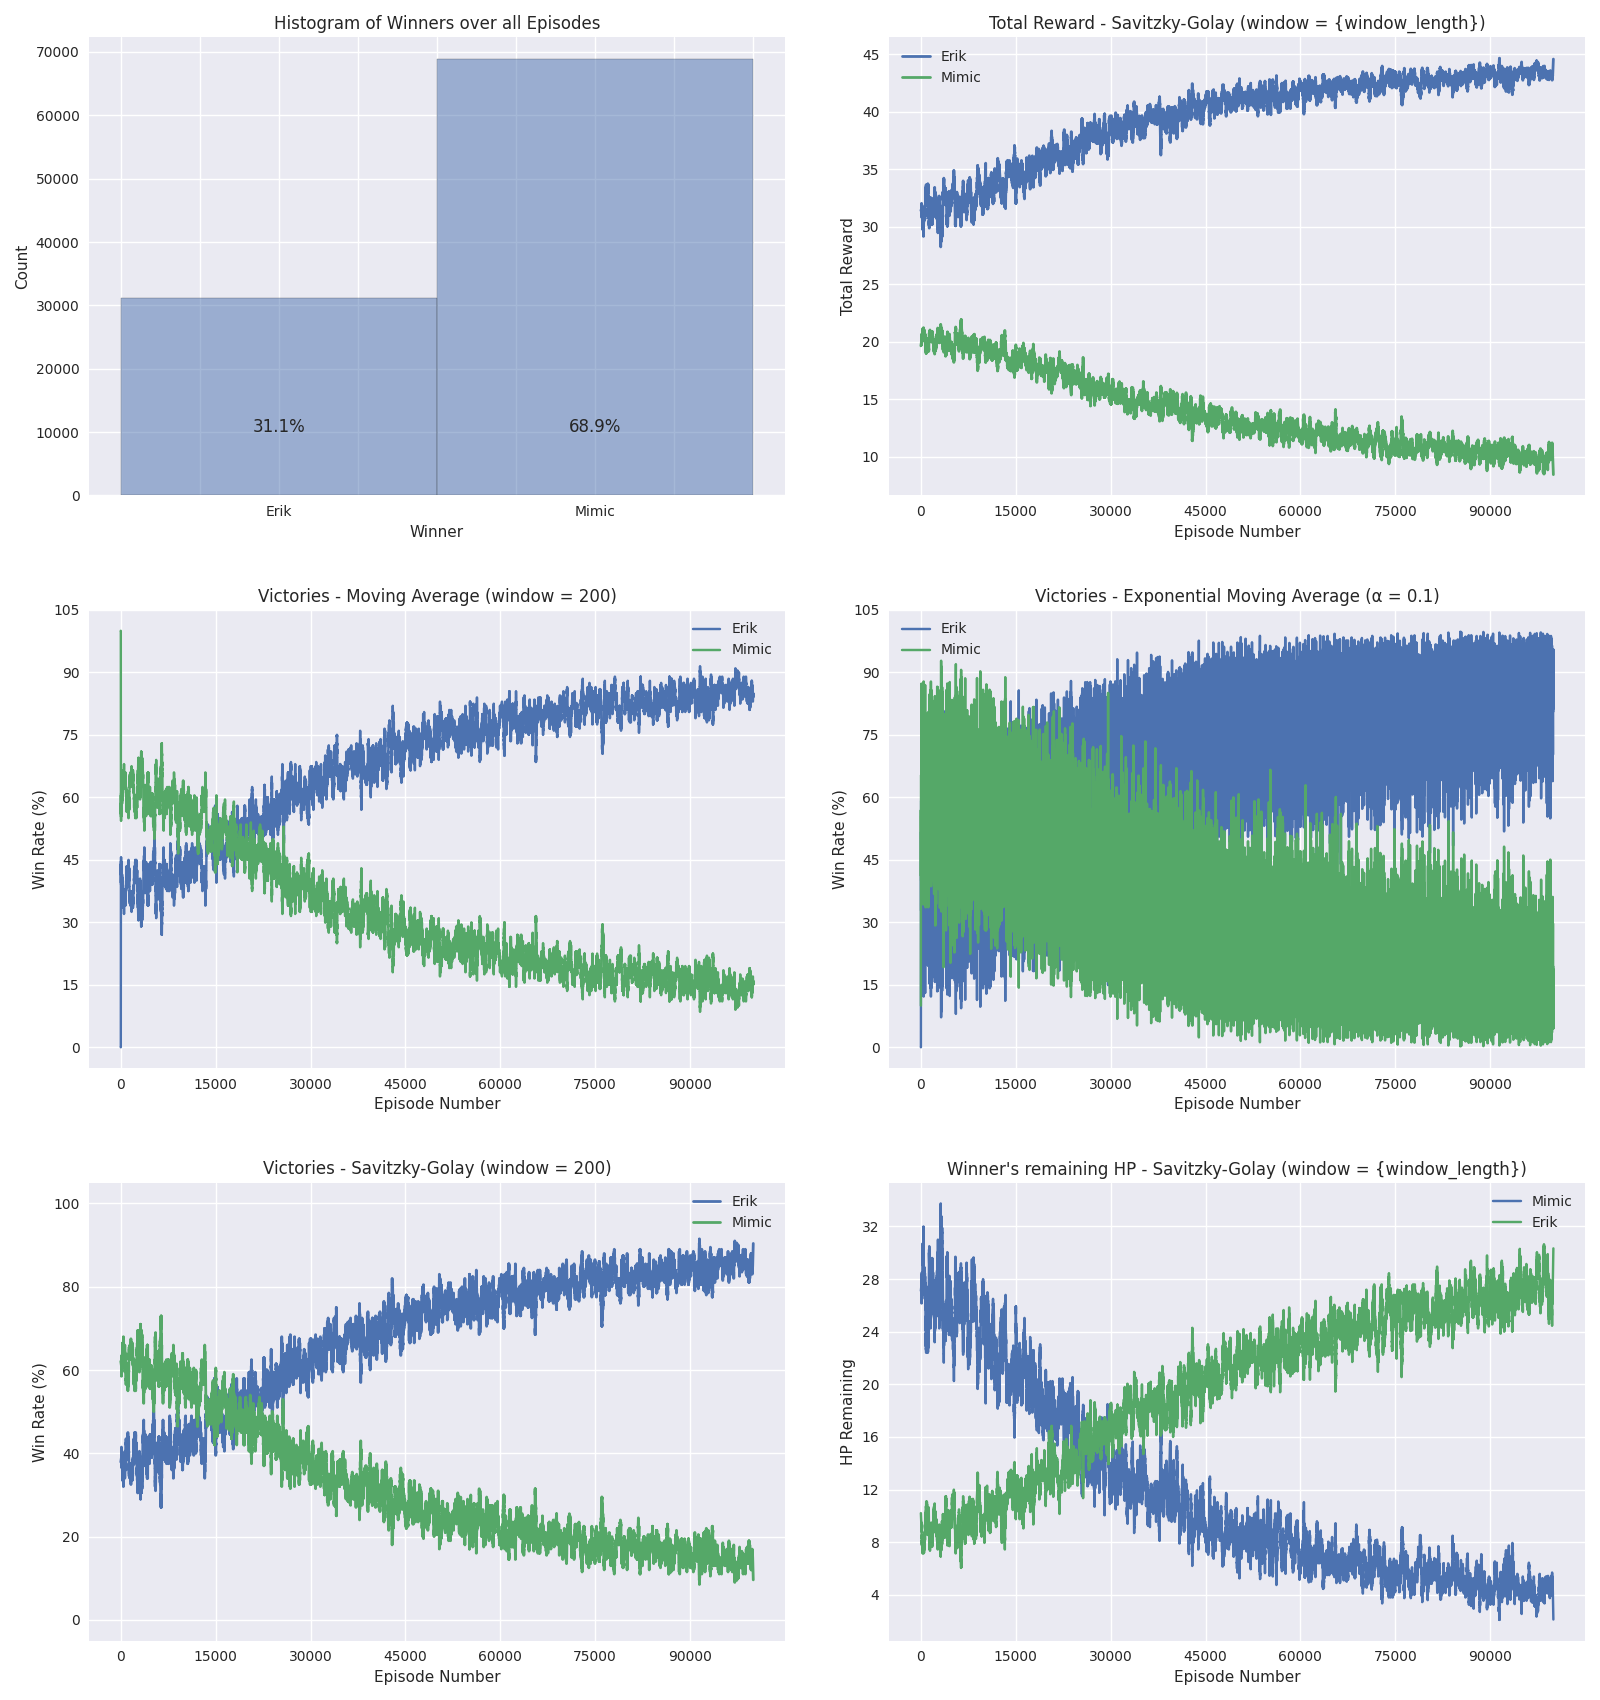 Histogram of Winners over all Episodes
70000
60000
50000
40000
30000
20000
10000
0
Count
31.1%
68.9%
Erik
Mimic
Winner
Total Reward - Savitzky-Golay (window = {window_length})
Erik
Mimic
45
40
35
30
25
20
15
10
Total Reward
0 15000 30000 45000 60000 75000 90000
Episode Number
Victories - Moving Average (window = 200)
Erik
Mimic
105
90
75
60
45
30
15
0
Win Rate (%)
0 15000 30000 45000 60000 75000 90000
Episode Number
Victories - Exponential Moving Average (α = 0.1)
Erik
Mimic
105
90
75
60
45
30
15
0
Win Rate (%)
0 15000 30000 45000 60000 75000 90000
Episode Number
Victories - Savitzky-Golay (window = 200)
Erik
Mimic
100
80
60
40
20
0
Win Rate (%)
0 15000 30000 45000 60000 75000 90000
Episode Number
Winner's remaining HP - Savitzky-Golay (window = {window_length})
Mimic
Erik
32
28
24
20
16
12
8
4
HP Remaining
0 15000 30000 45000 60000 75000 90000
Episode Number